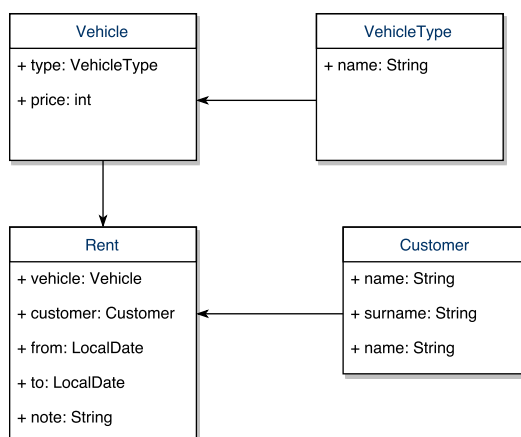 Vehicle
+ type: VehicleType
+ price: int
VehicleType
+ name: String
Rent
+ vehicle: Vehicle
+ customer: Customer
+ from: LocalDate
+ to: LocalDate
+ note: String
Customer
+ name: String
+ surname: String
+ name: String